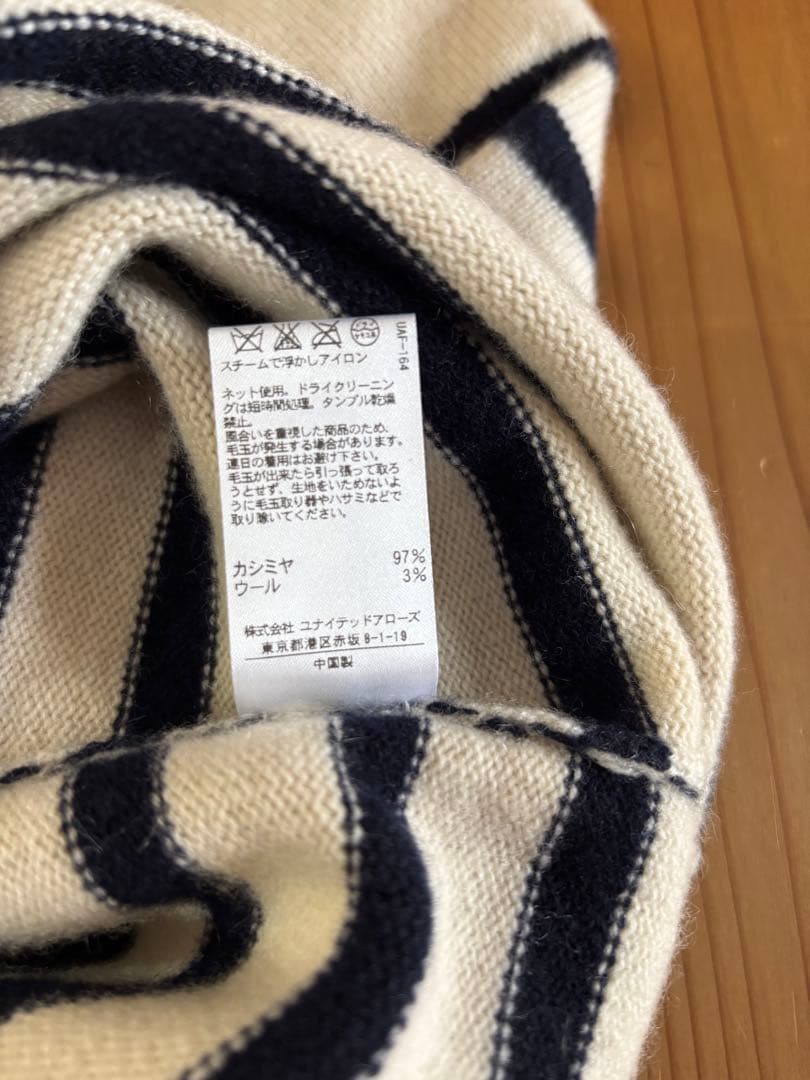 UAF-164
スチームで浮かしアイロン
ネット使用。ドライクリーニン
グは短時間処理。タンブル乾燥
禁止。
風合いを重視した商品のため、
毛玉が発生する場合があります。
連日の着用はお避け下さい。
毛玉が出来たら引っ張って取ろ
うとせず、生地をいためないよ
うに毛玉取り器やハサミなどで
取り除いてください。
カシミヤ 97%
ウール 3%
株式会社 ユナイテッドアローズ
東京都港区赤坂 8-1-19
中国製